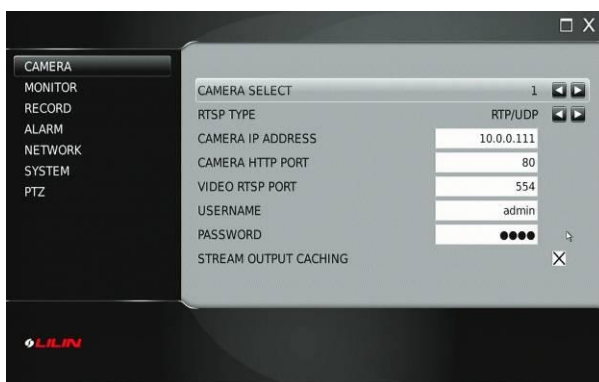 CAMERA
MONITOR
RECORD
ALARM
NETWORK
SYSTEM
PTZ
CAMERA SELECT 1
RTSP TYPE RTP/UDP
CAMERA IP ADDRESS 10.0.0.111
CAMERA HTTP PORT 80
VIDEO RTSP PORT 554
USERNAME admin
PASSWORD ●●●●
STREAM OUTPUT CACHING X
LILIN